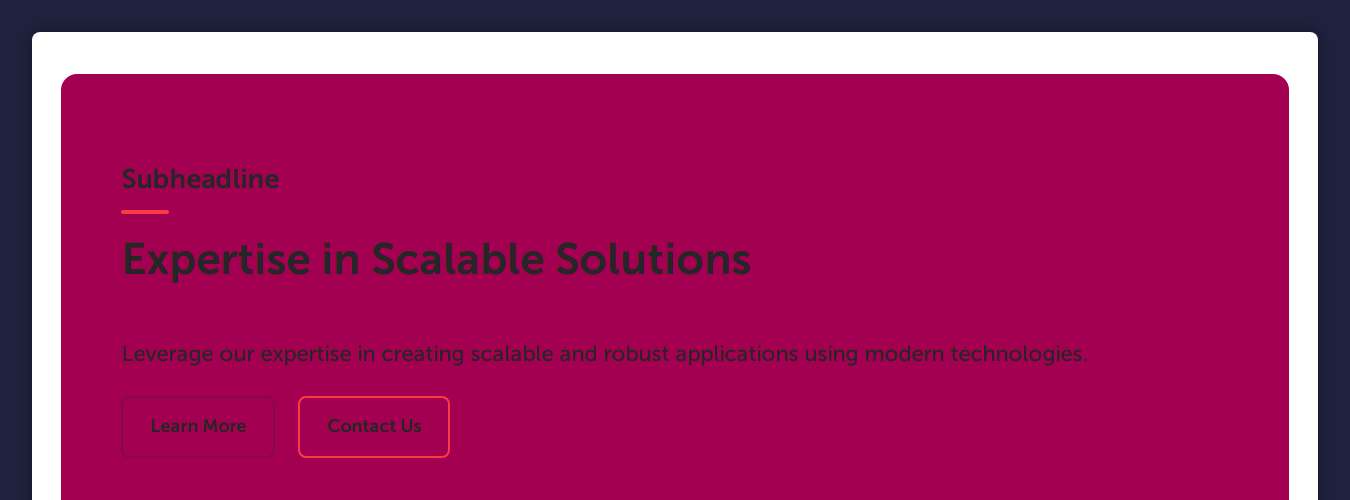 Subheadline
Expertise in Scalable Solutions
Leverage our expertise in creating scalable and robust applications using modern technologies.
Learn More
Contact Us